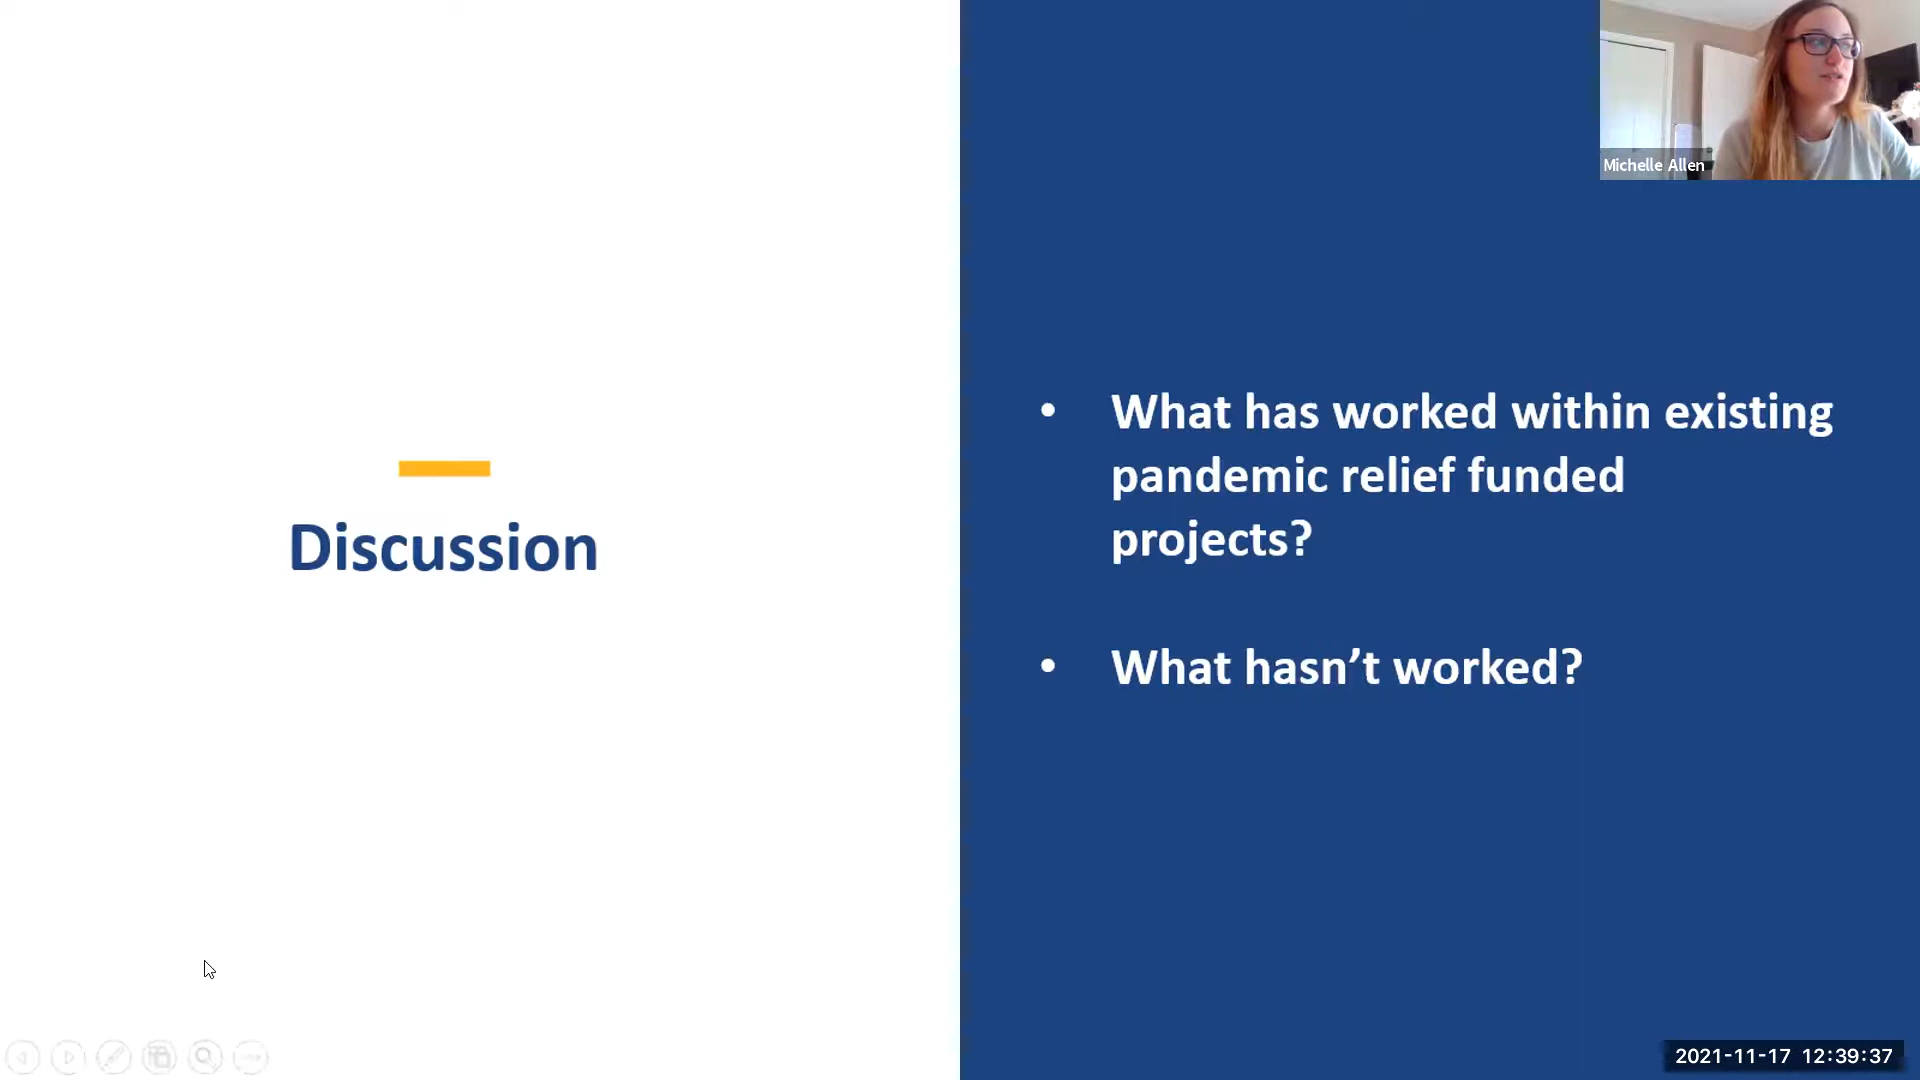 Michelle Allen
Discussion
• What has worked within existing
pandemic relief funded
projects?
• What hasn’t worked?
2021-11-17 12:39:37